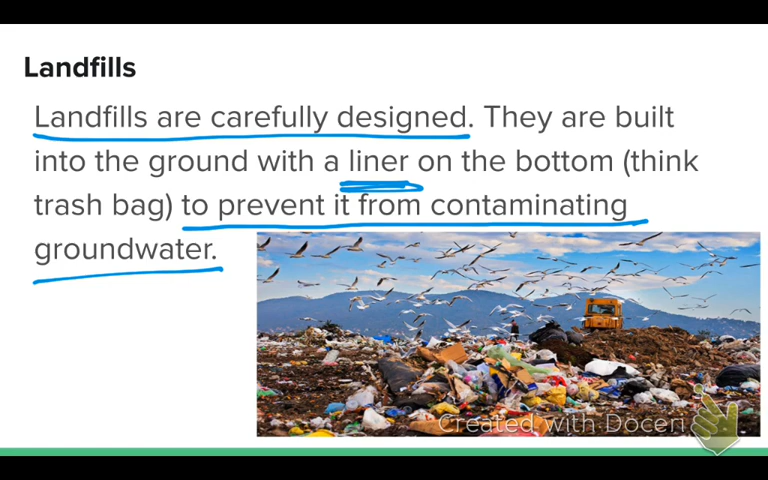 Landfills
Landfills are carefully designed. They are built
into the ground with a liner on the bottom (think
trash bag) to prevent it from contaminating
groundwater.
Created with Doceri